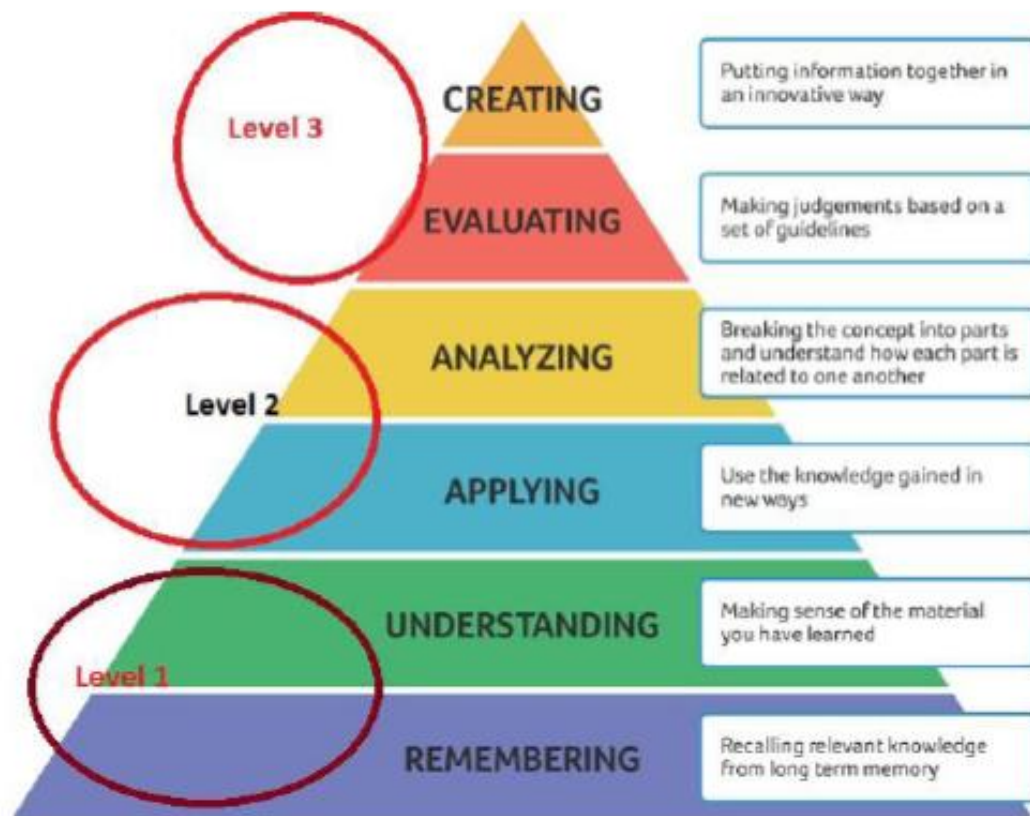 Putting information together in
an innovative way
CREATING
Level 3
Making judgements based on a
set of guidelines
EVALUATING
Breaking the concept into parts
and understand how each part is
related to one another
ANALYZING
Level 2
Use the knowledge gained in
new ways
APPLYING
Making sense of the material
you have learned
UNDERSTANDING
Level 1
Recalling relevant knowledge
from long term memory
REMEMBERING